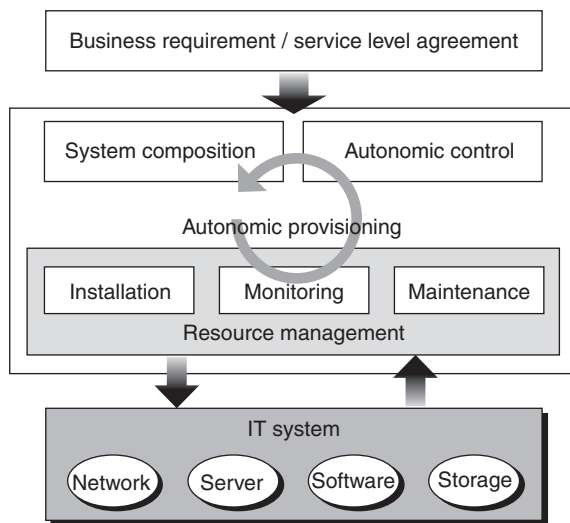 Business requirement / service level agreement
System composition
Autonomic control
Autonomic provisioning
Installation
Monitoring
Maintenance
Resource management
IT system
Network
Server
Software
Storage